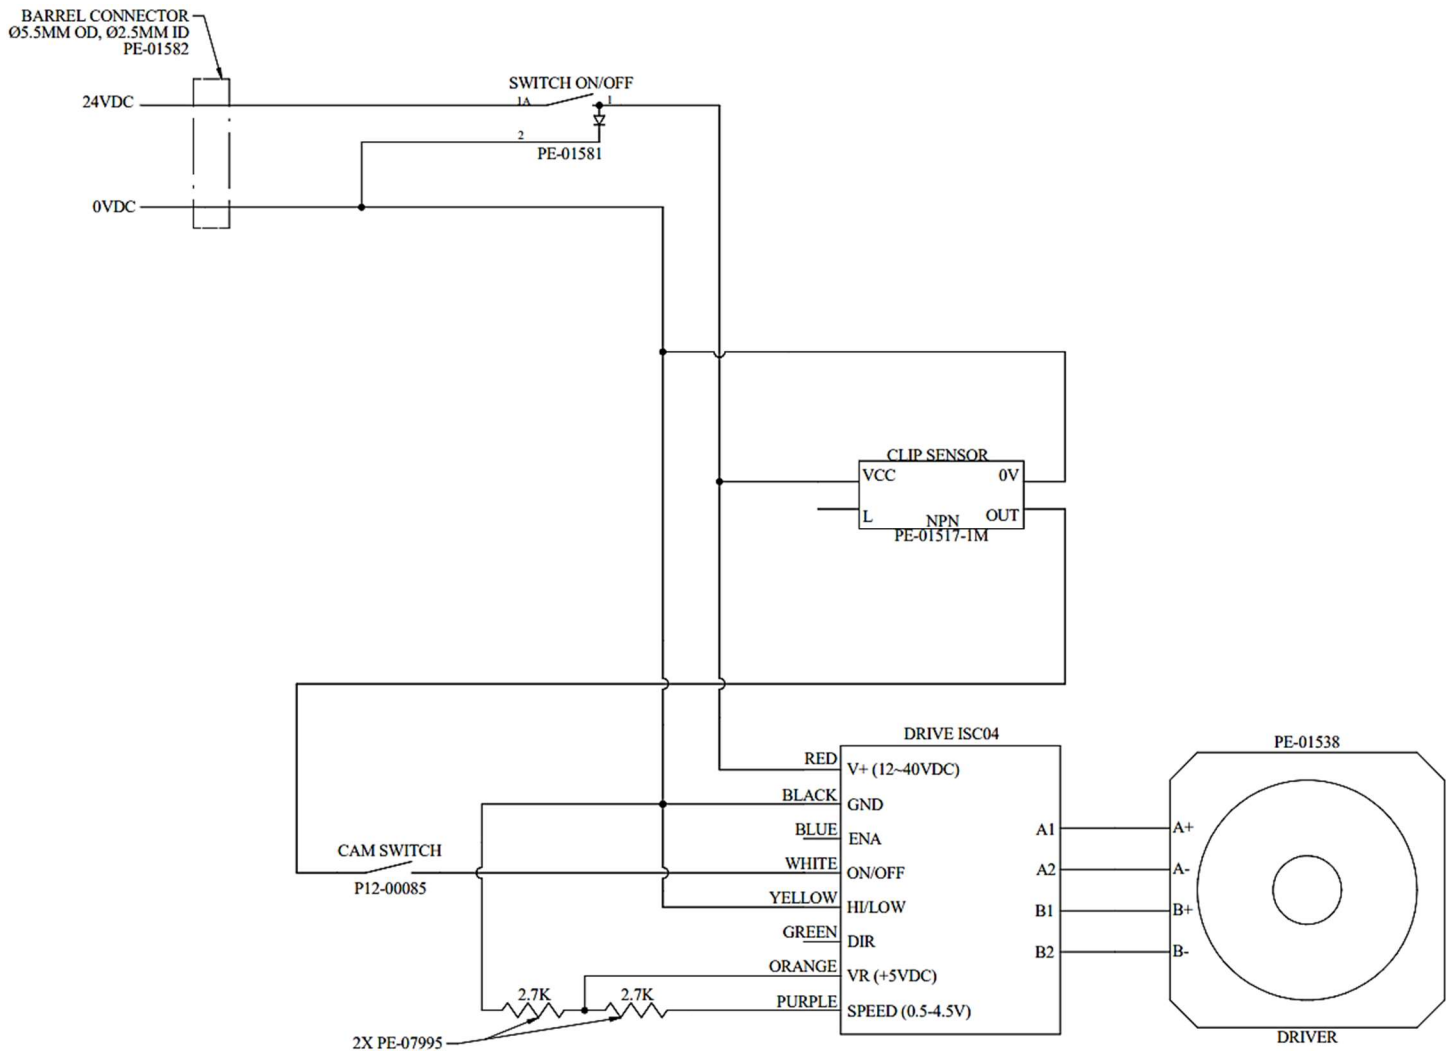 BARREL CONNECTOR
Ø5.5MM OD, Ø2.5MM ID
PE-01582
SWITCH ON/OFF
24VDC
1A
1
2
PE-01581
0VDC
CLIP SENSOR
VCC
0V
L
NPN
OUT
PE-01517-1M
DRIVE ISC04
PE-01538
RED
V+ (12~40VDC)
BLACK
GND
BLUE
ENA
A1
A+
CAM SWITCH
WHITE
ON/OFF
A2
A-
P12-00085
YELLOW
HI/LOW
B1
B+
GREEN
DIR
B2
B-
ORANGE
VR (+5VDC)
2.7K
2.7K
PURPLE
SPEED (0.5-4.5V)
2X PE-07995
DRIVER